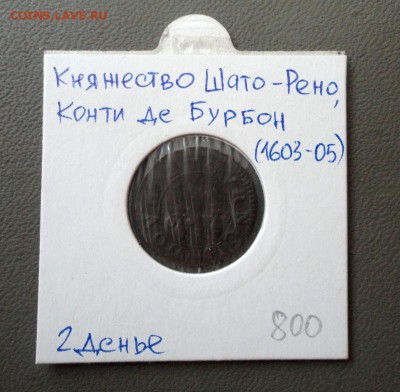 COINS.LAVE.RU
Княжество Шато-Рено,
Конти де Бурбон
(1603-05)
2 денье
800